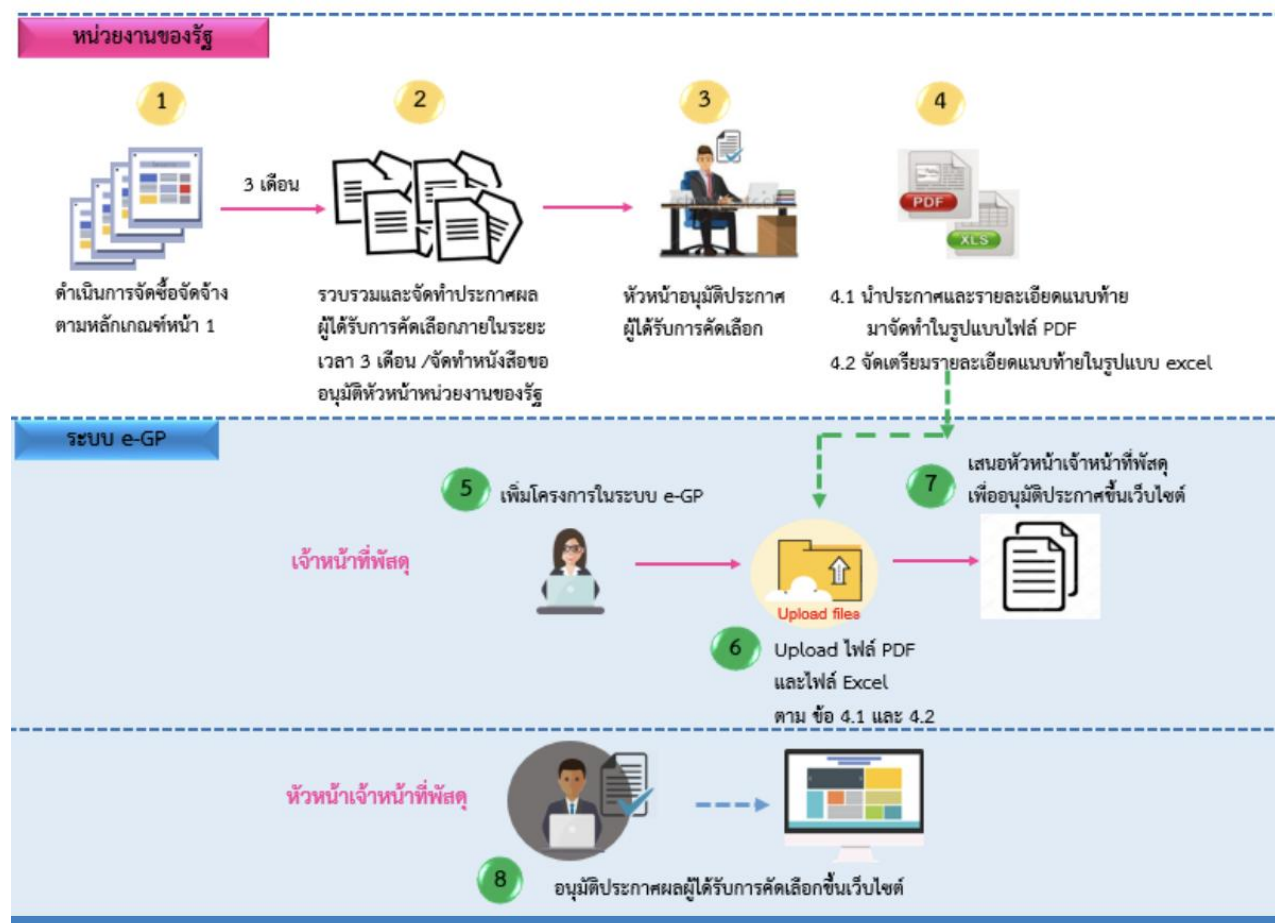 หน่วยงานของรัฐ
1
2
3
4
3 เดือน
PDF
XLS
ดำเนินการจัดซื้อจัดจ้าง
ตามหลักเกณฑ์หน้า 1
รวบรวมและจัดทำประกาศผล
ผู้ได้รับการคัดเลือกภายในระยะ
เวลา 3 เดือน /จัดทำหนังสือขอ
อนุมัติหัวหน้าหน่วยงานของรัฐ
หัวหน้าอนุมัติประกาศ
ผู้ได้รับการคัดเลือก
4.1 นำประกาศและรายละเอียดแนบท้าย
มาจัดทำในรูปแบบไฟล์ PDF
4.2 จัดเตรียมรายละเอียดแนบท้ายในรูปแบบ excel
ระบบ e-GP
5 เพิ่มโครงการในระบบ e-GP
7
เสนอหัวหน้าเจ้าหน้าที่พัสดุ
เพื่ออนุมัติประกาศขึ้นเว็บไซต์
เจ้าหน้าที่พัสดุ
Upload files
6
Upload ไฟล์ PDF
และไฟล์ Excel
ตาม ข้อ 4.1 และ 4.2
หัวหน้าเจ้าหน้าที่พัสดุ
8
อนุมัติประกาศผลผู้ได้รับการคัดเลือกขึ้นเว็บไซต์